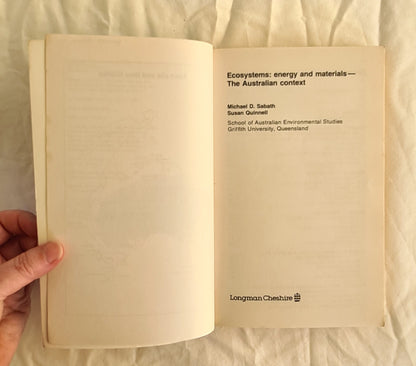 Ecosystems: energy and materials—
The Australian context
Michael D. Sabath
Susan Quinnell
School of Australian Environmental Studies
Griffith University, Queensland
Longman Cheshire